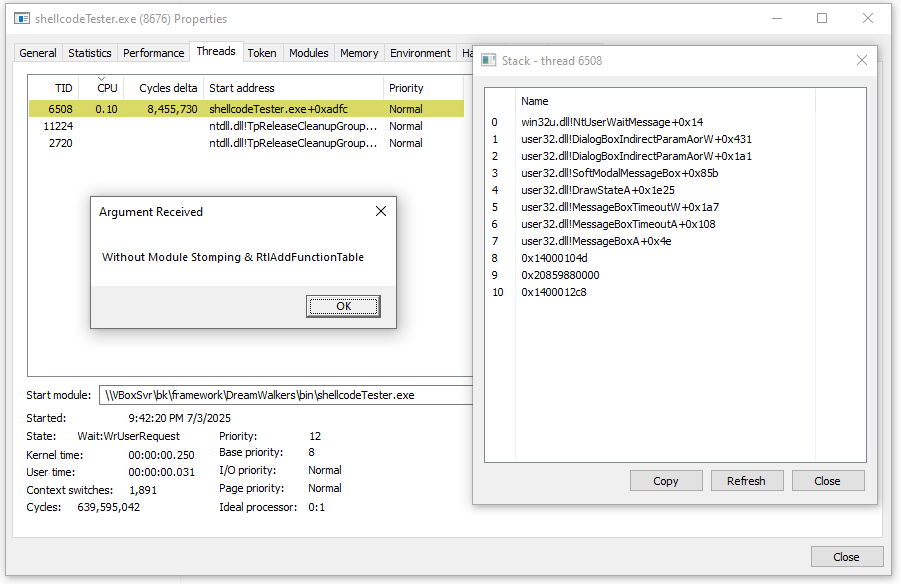 shellcodeTester.exe (8676) Properties
General Statistics Performance Threads Token Modules Memory Environment Ha
TID CPU Cycles delta Start address Priority
6508 0.10 8,455,730 shellcodeTester.exe+0xadfc Normal
11224 ntdll.dll!TpReleaseCleanupGroup... Normal
2720 ntdll.dll!TpReleaseCleanupGroup... Normal
Argument Received
Without Module Stomping & RtlAddFunctionTable
OK
Start module: \\VBoxSvr\bk\framework\DreamWalkers\bin\shellcodeTester.exe
Started: 9:42:20 PM 7/3/2025
State: Wait:WrUserRequest Priority: 12
Kernel time: 00:00:00.250 Base priority: 8
User time: 00:00:00.031 I/O priority: Normal
Context switches: 1,891 Page priority: Normal
Cycles: 639,595,042 Ideal processor: 0:1
Stack - thread 6508
Name
0 win32u.dll!NtUserWaitMessage+0x14
1 user32.dll!DialogBoxIndirectParamAorW+0x431
2 user32.dll!DialogBoxIndirectParamAorW+0x1a1
3 user32.dll!SoftModalMessageBox+0x85b
4 user32.dll!DrawStateA+0x1e25
5 user32.dll!MessageBoxTimeoutW+0x1a7
6 user32.dll!MessageBoxTimeoutA+0x108
7 user32.dll!MessageBoxA+0x4e
8 0x14000104d
9 0x20859880000
10 0x1400012c8
Copy Refresh Close
Close